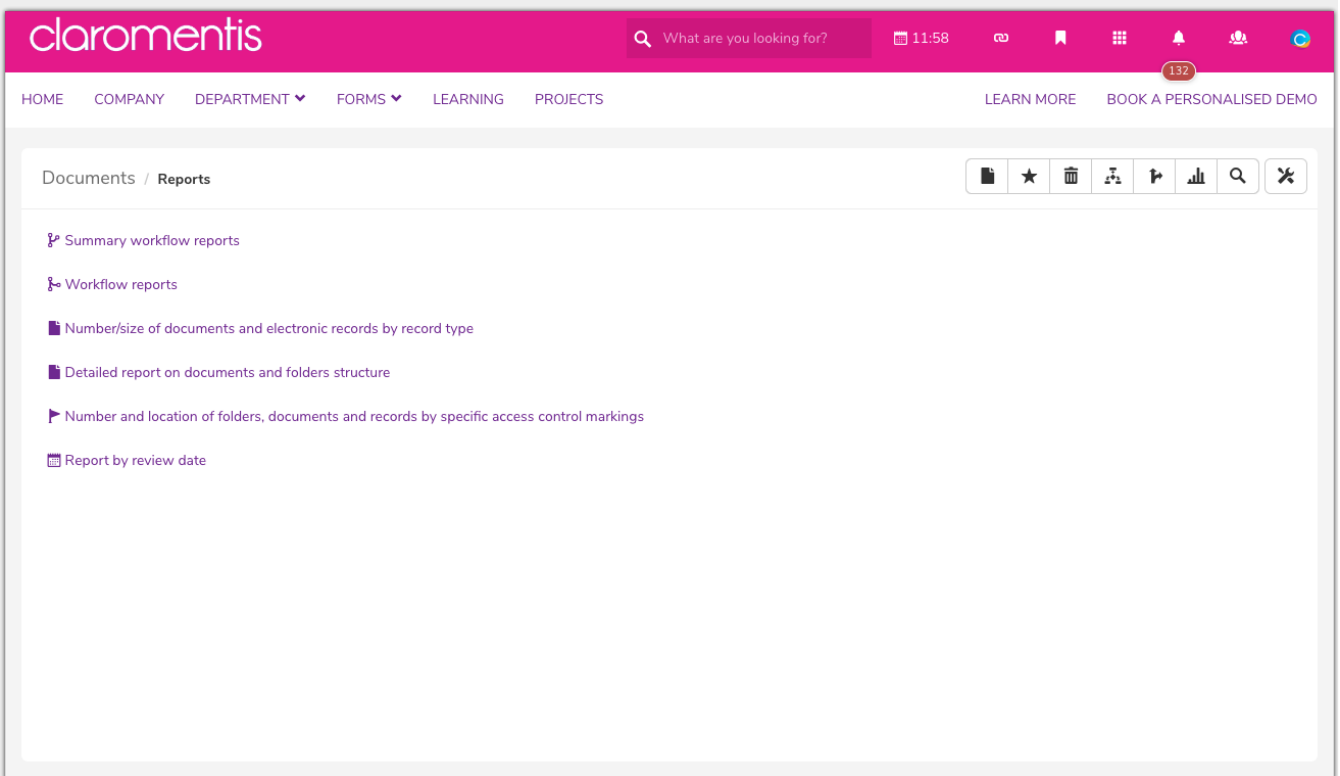 claromentis
What are you looking for?
11:58
132
HOME COMPANY DEPARTMENT FORMS LEARNING PROJECTS LEARN MORE BOOK A PERSONALISED DEMO
Documents / Reports
Summary workflow reports
Workflow reports
Number/size of documents and electronic records by record type
Detailed report on documents and folders structure
Number and location of folders, documents and records by specific access control markings
Report by review date